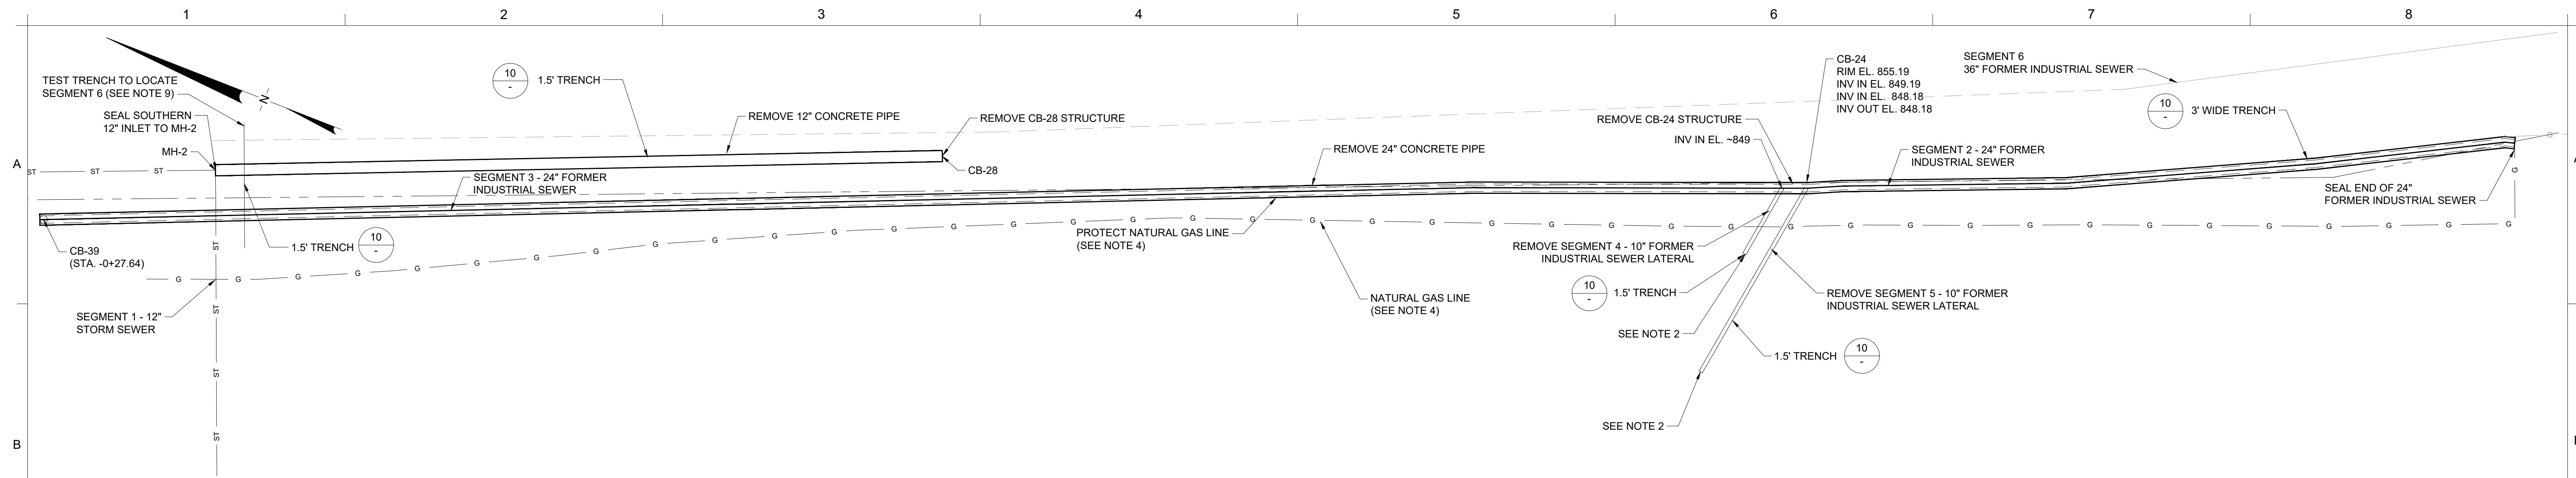 1
2
3
4
5
6
7
8
A
B
TEST TRENCH TO LOCATE
SEGMENT 6 (SEE NOTE 9)
SEAL SOUTHERN
12" INLET TO MH-2
MH-2
N
10
-
1.5' TRENCH
REMOVE 12" CONCRETE PIPE
REMOVE CB-28 STRUCTURE
CB-28
SEGMENT 3 - 24" FORMER
INDUSTRIAL SEWER
ST ST ST
CB-39
(STA. -0+27.64)
1.5' TRENCH
10
-
SEGMENT 1 - 12"
STORM SEWER
ST
ST
ST
ST
G G G G G G G G G G G G G G G G G G G G G G G G G G G G G G G G G G G G G G G G
PROTECT NATURAL GAS LINE
(SEE NOTE 4)
REMOVE 24" CONCRETE PIPE
NATURAL GAS LINE
(SEE NOTE 4)
REMOVE CB-24 STRUCTURE
INV IN EL. ~849
CB-24
RIM EL. 855.19
INV IN EL. 849.19
INV IN EL. 848.18
INV OUT EL. 848.18
SEGMENT 2 - 24" FORMER
INDUSTRIAL SEWER
REMOVE SEGMENT 4 - 10" FORMER
INDUSTRIAL SEWER LATERAL
10
-
1.5' TRENCH
SEE NOTE 2
REMOVE SEGMENT 5 - 10" FORMER
INDUSTRIAL SEWER LATERAL
1.5' TRENCH
10
-
SEE NOTE 2
SEGMENT 6
36" FORMER INDUSTRIAL SEWER
10
-
3' WIDE TRENCH
SEAL END OF 24"
FORMER INDUSTRIAL SEWER
G
G